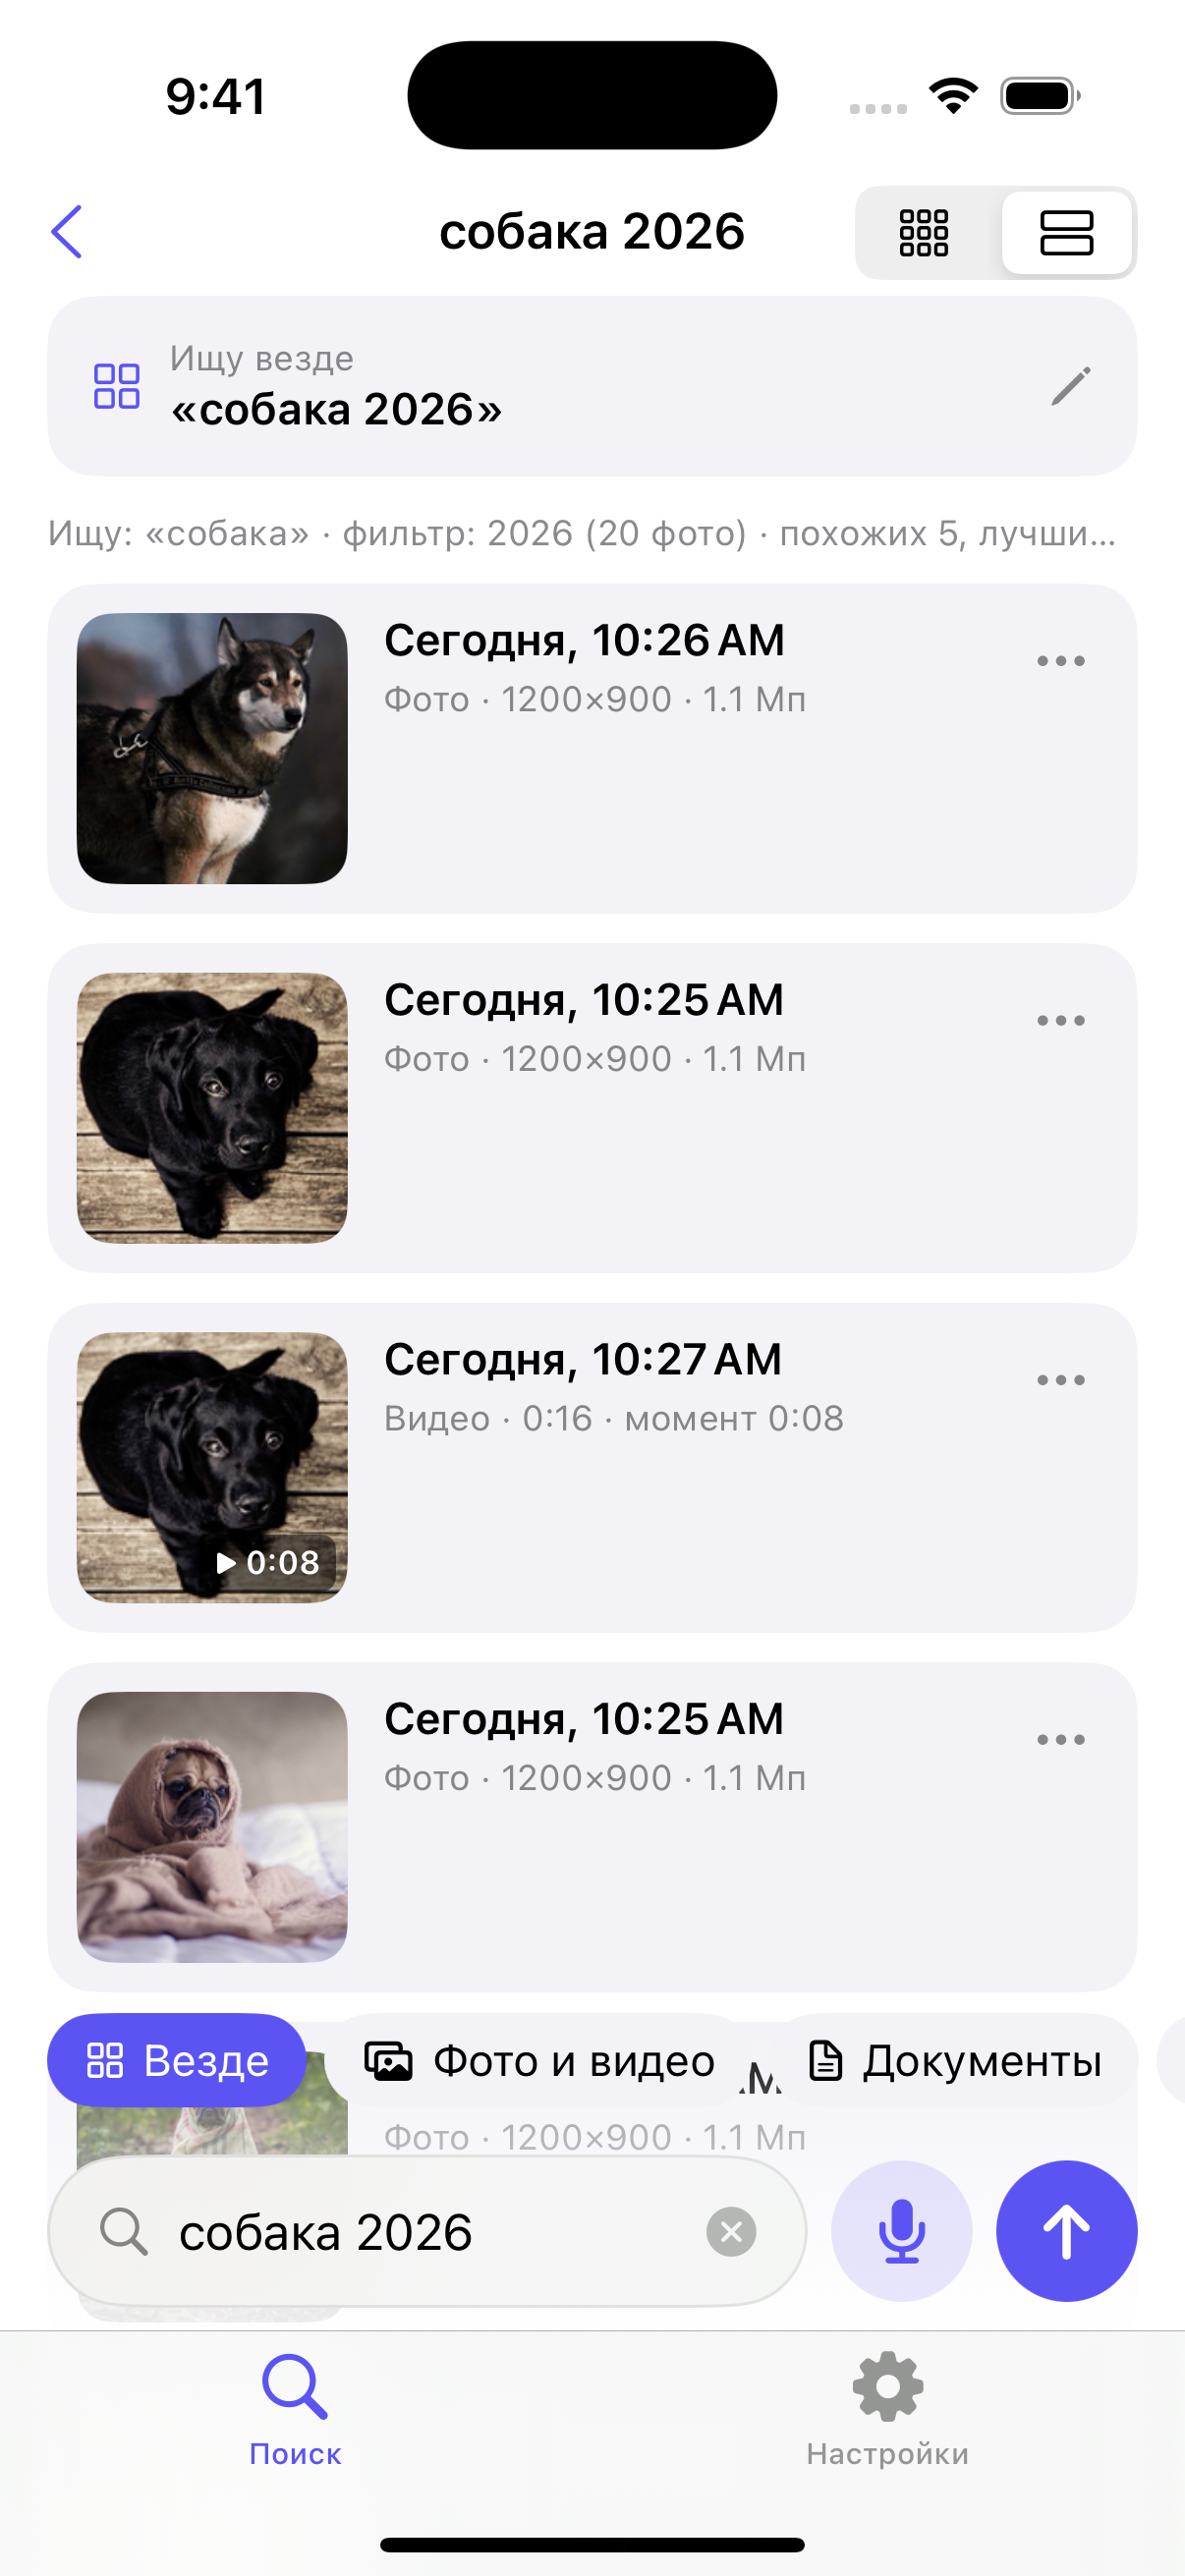 9:41
собака 2026
Ищу везде
«собака 2026»
Ищу: «собака» · фильтр: 2026 (20 фото) · похожих 5, лучши...
Сегодня, 10:26 AM
Фото · 1200×900 · 1.1 Мп
Сегодня, 10:25 AM
Фото · 1200×900 · 1.1 Мп
Сегодня, 10:27 AM
Видео · 0:16 · момент 0:08
0:08
Сегодня, 10:25 AM
Фото · 1200×900 · 1.1 Мп
Везде
Фото и видео
Документы
Фото · 1200×900 · 1.1 Мп
собака 2026
Поиск
Настройки